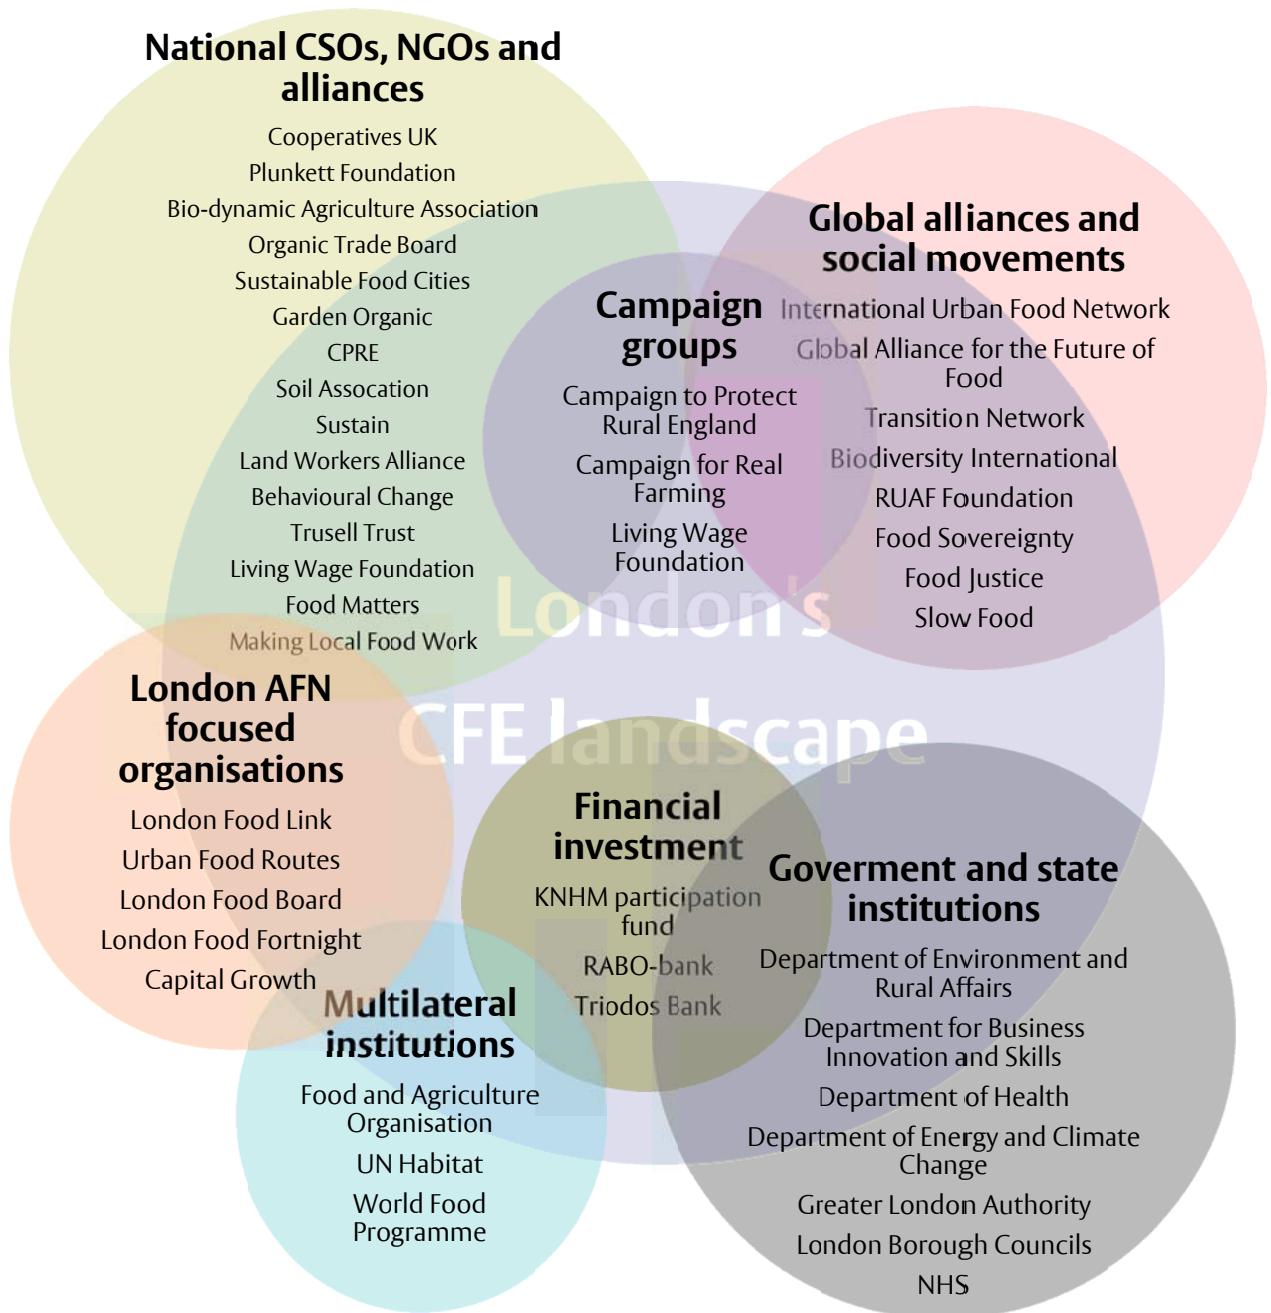 National CSOs, NGOs and
alliances
Cooperatives UK
Plunkett Foundation
Bio-dynamic Agriculture Association
Organic Trade Board
Sustainable Food Cities
Garden Organic
CPRE
Soil Assocation
Sustain
Land Workers Alliance
Behavioural Change
Trusell Trust
Living Wage Foundation
Food Matters
Making Local Food Work
Global alliances and
social movements
International Urban Food Network
Global Alliance for the Future of
Food
Transition Network
Biodiversity International
RUAF Foundation
Food Sovereignty
Food Justice
Slow Food
Campaign
groups
Campaign to Protect
Rural England
Campaign for Real
Farming
Living Wage
Foundation
London's
CFE landscape
London AFN
focused
organisations
London Food Link
Urban Food Routes
London Food Board
London Food Fortnight
Capital Growth
Financial
investment
KNHM participation
fund
RABO-bank
Triodos Bank
Goverment and state
institutions
Department of Environment and
Rural Affairs
Department for Business
Innovation and Skills
Department of Health
Department of Energy and Climate
Change
Greater London Authority
London Borough Councils
NHS
Multilateral
institutions
Food and Agriculture
Organisation
UN Habitat
World Food
Programme